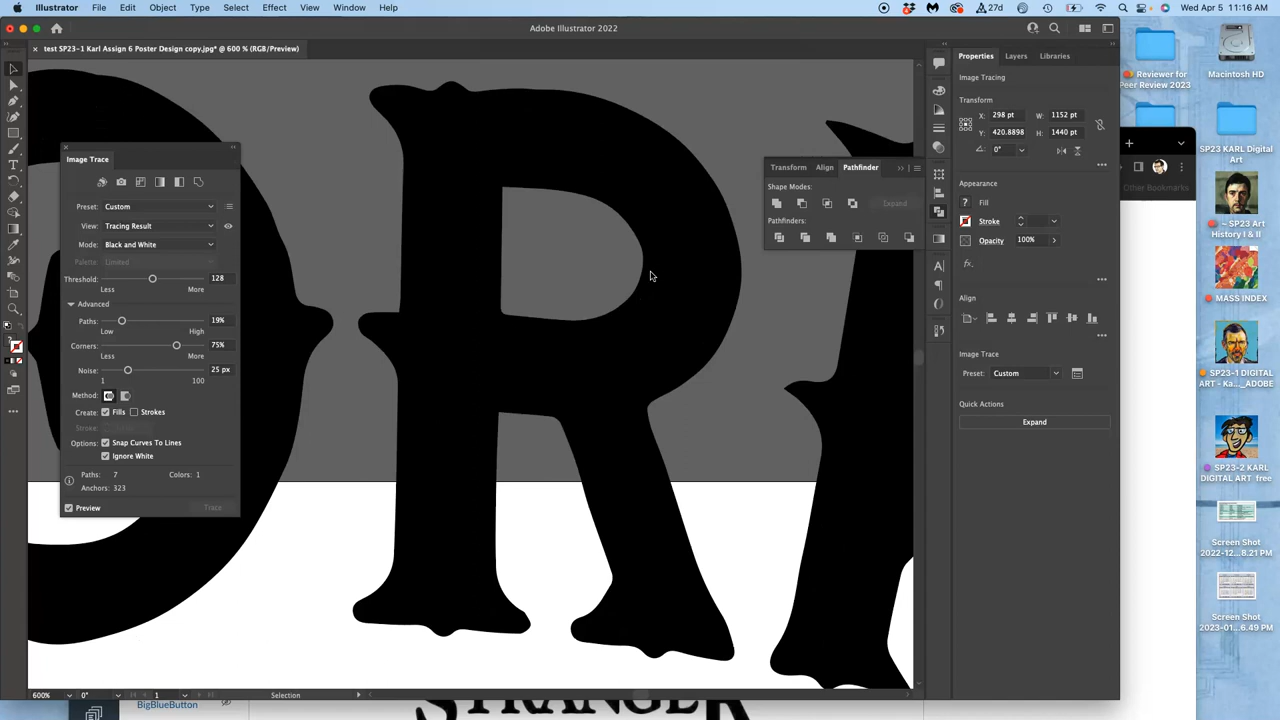 Illustrator File Edit Object Type Select Effect View Window Help
27d
Wed Apr 5 11:16 AM
Adobe Illustrator 2022
test SP23-1 Karl Assign 6 Poster Design copy.jpg* @ 600 % (RGB/Preview)
Image Trace
Preset: Custom
View: Tracing Result
Mode: Black and White
Palette: Limited
Threshold: 128
Less More
Advanced
Paths: 19%
Low High
Corners: 75%
Less More
Noise: 25 px
1 100
Method:
Create: Fills Strokes
Stroke:
Options: Snap Curves To Lines
Ignore White
Paths: 7 Colors: 1
Anchors: 323
Preview Trace
R
Transform Align Pathfinder
Shape Modes:
Expand
Pathfinders:
Properties Layers Libraries
Image Tracing
Transform
X: 298 pt W: 1152 pt
Y: 420.8898 H: 1440 pt
0°
Appearance
Fill
Stroke
Opacity 100%
fx.
Align
Image Trace
Preset: Custom
Quick Actions
Expand
600% 0° 1 Selection
Other Bookmarks
BigBlueButton
STRANGER
Reviewer for
Peer Review 2023
Macintosh HD
SP23 KARL Digital
Art
~ SP23 Art
History I & II
MASS INDEX
SP23-1 DIGITAL
ART - Ka..._ADOBE
SP23-2 KARL
DIGITAL ART free
Screen Shot
2022-12...8.21 PM
Screen Shot
2023-01...6.49 PM